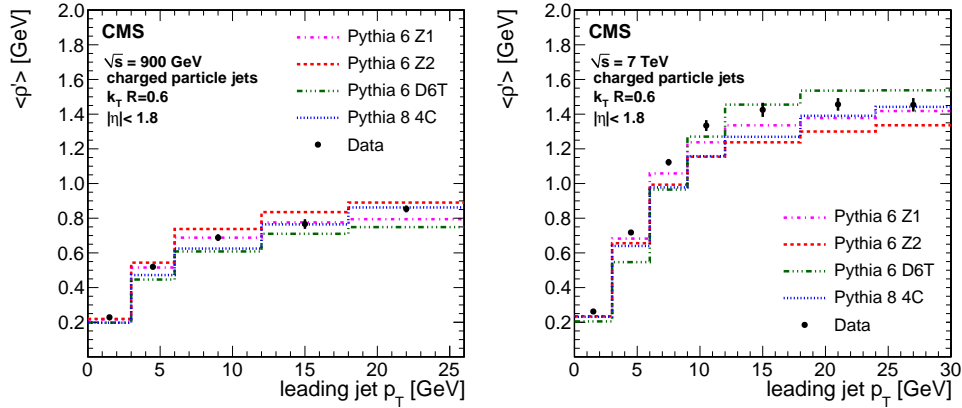 <ρ'> [GeV]
2.0
1.8
1.6
1.4
1.2
1.0
0.8
0.6
0.4
0.2
CMS
√s = 900 GeV
charged particle jets
k_T R=0.6
|η|< 1.8
Pythia 6 Z1
Pythia 6 Z2
Pythia 6 D6T
Pythia 8 4C
Data
0 5 10 15 20 25
leading jet p_T [GeV]
<ρ'> [GeV]
2.0
1.8
1.6
1.4
1.2
1.0
0.8
0.6
0.4
0.2
CMS
√s = 7 TeV
charged particle jets
k_T R=0.6
|η|< 1.8
Pythia 6 Z1
Pythia 6 Z2
Pythia 6 D6T
Pythia 8 4C
Data
0 5 10 15 20 25 30
leading jet p_T [GeV]